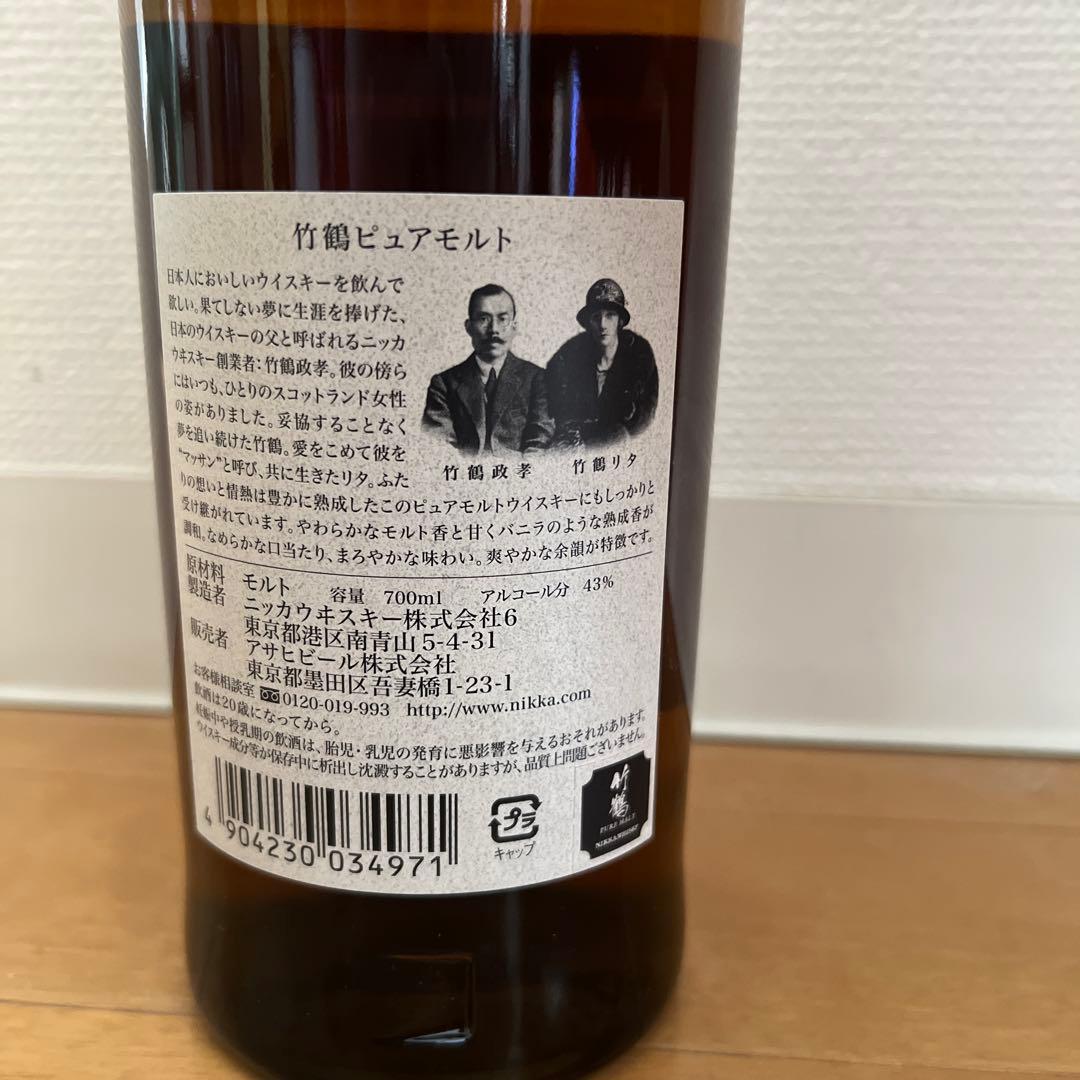 竹鶴ピュアモルト
日本人においしいウイスキーを飲んで
欲しい。果てしない夢に生涯を捧げた、
日本のウイスキーの父と呼ばれるニッカ
ウヰスキー創業者:竹鶴政孝。彼の傍ら
にはいつも、ひとりのスコットランド女性
の姿がありました。妥協することなく
夢を追い続けた竹鶴。愛をこめて彼を
“マッサン”と呼び、共に生きたリタ。ふた
りの想いと情熱は豊かに熟成したこのピュアモルトウイスキーにもしっかりと
受け継がれています。やわらかなモルト香と甘くバニラのような熟成香が
調和。なめらかな口当たり、まろやかな味わい。爽やかな余韻が特徴です。
竹鶴政孝 竹鶴リタ
原材料 モルト 容量 700ml アルコール分 43%
製造者 ニッカウヰスキー株式会社6
東京都港区南青山5-4-31
販売者 アサヒビール株式会社
東京都墨田区吾妻橋1-23-1
お客様相談室 0120-019-993 http://www.nikka.com
飲酒は20歳になってから。
妊娠中や授乳期の飲酒は、胎児・乳児の発育に悪影響を与えるおそれがあります。
ウイスキー成分等が保存中に析出し沈澱することがありますが、品質上問題ございません。
4 904230 034971
プラ
キャップ
竹鶴
PURE MALT
NIKKA WHISKY